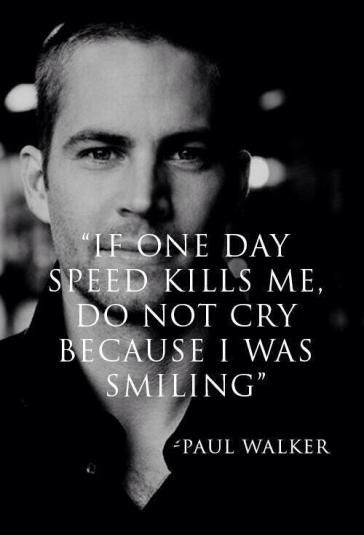 “IF ONE DAY
SPEED KILLS ME,
DO NOT CRY
BECAUSE I WAS
SMILING”
-PAUL WALKER